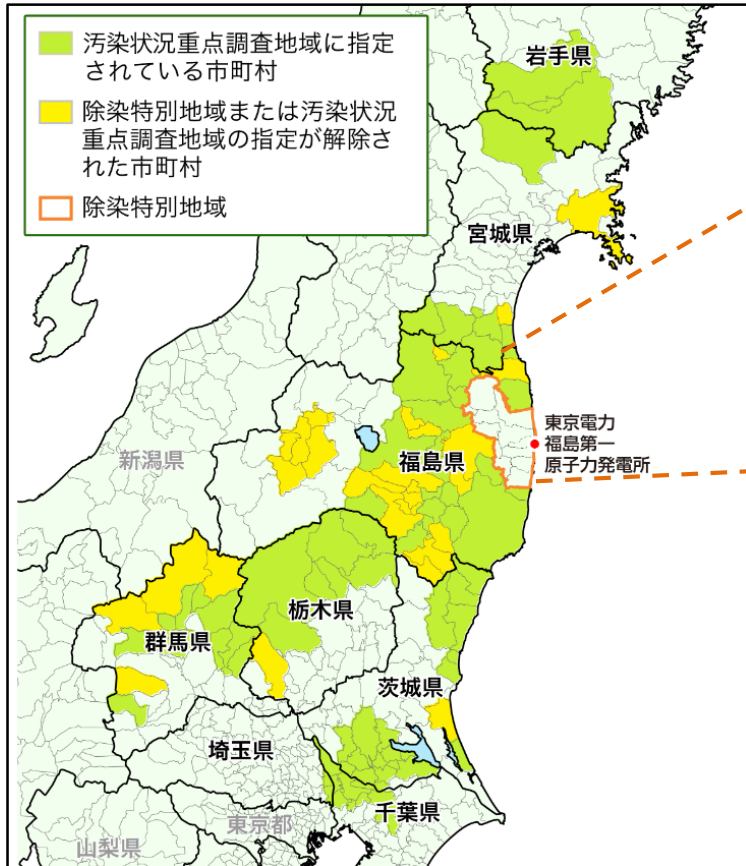 汚染状況重点調査地域に指定
されている市町村
除染特別地域または汚染状況
重点調査地域の指定が解除さ
れた市町村
除染特別地域
岩手県
宮城県
東京電力
福島第一
原子力発電所
福島県
新潟県
栃木県
群馬県
茨城県
埼玉県
千葉県
東京都
山梨県